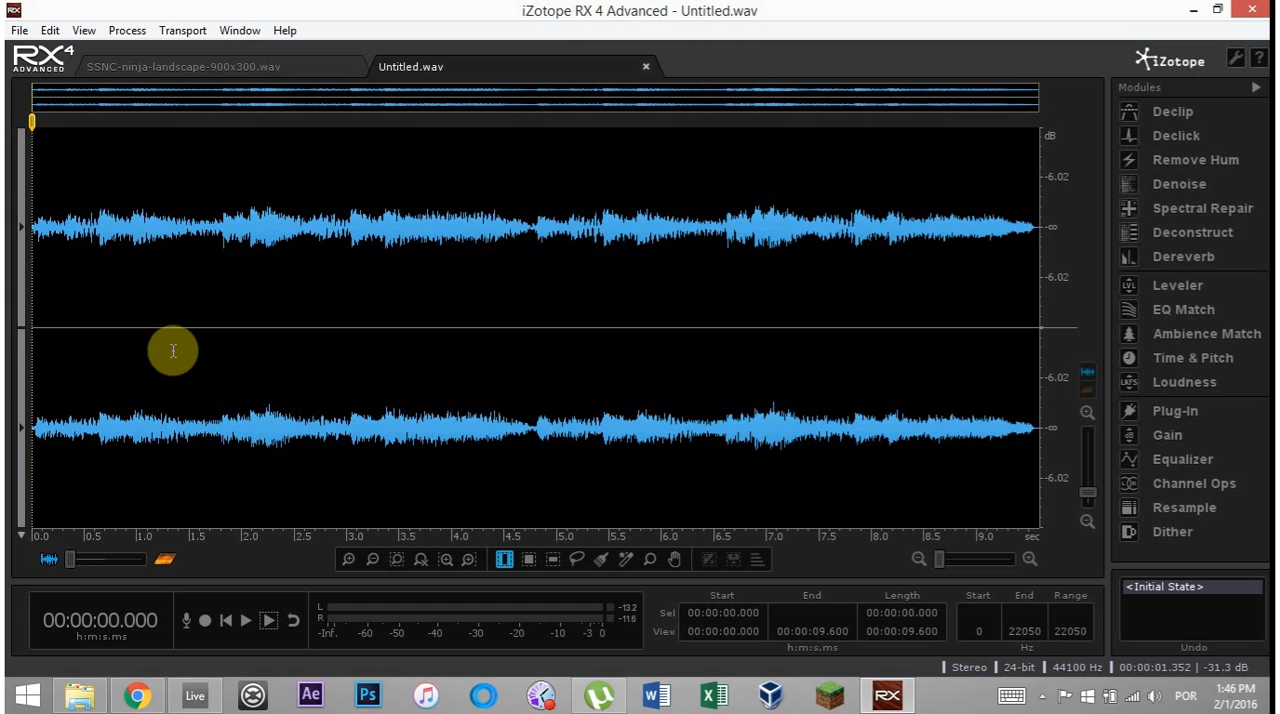 iZotope RX 4 Advanced - Untitled.wav
File Edit View Process Transport Window Help
RX4 ADVANCED
SSNC-ninja-landscape-900x300.wav
Untitled.wav
iZotope
Modules
Declip
Declick
Remove Hum
Denoise
Spectral Repair
Deconstruct
Dereverb
Leveler
EQ Match
Ambience Match
Time & Pitch
Loudness
Plug-In
Gain
Equalizer
Channel Ops
Resample
Dither
dB
-6.02
-∞
-6.02
-6.02
-∞
-6.02
0.0 0.5 1.0 1.5 2.0 2.5 3.0 3.5 4.0 4.5 5.0 5.5 6.0 6.5 7.0 7.5 8.0 8.5 9.0 sec
00:00:00.000
h:m:s.ms
L -13.2
R -11.6
-Inf. -60 -50 -40 -30 -20 -10 -3 0
Start End Length Start End Range
Sel 00:00:00.000 00:00:00.000
View 00:00:00.000 00:00:09.600 00:00:09.600 0 22050 22050
h:m:s.ms Hz
<Initial State>
Undo
Stereo 24-bit 44100 Hz 00:00:01.352 -31.3 dB
Live Ae Ps RX POR
1:46 PM
2/1/2016